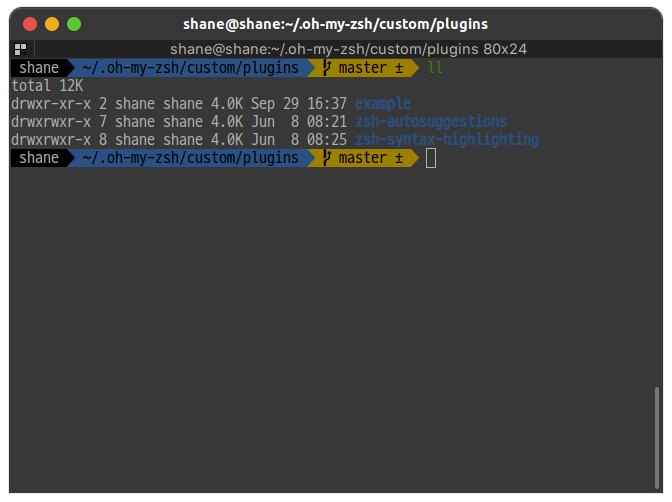 shane@shane:~/.oh-my-zsh/custom/plugins
shane@shane:~/.oh-my-zsh/custom/plugins 80x24
shane ~/.oh-my-zsh/custom/plugins master ± ll
total 12K
drwxr-xr-x 2 shane shane 4.0K Sep 29 16:37 example
drwxrwxr-x 7 shane shane 4.0K Jun  8 08:21 zsh-autosuggestions
drwxrwxr-x 8 shane shane 4.0K Jun  8 08:25 zsh-syntax-highlighting
shane ~/.oh-my-zsh/custom/plugins master ±